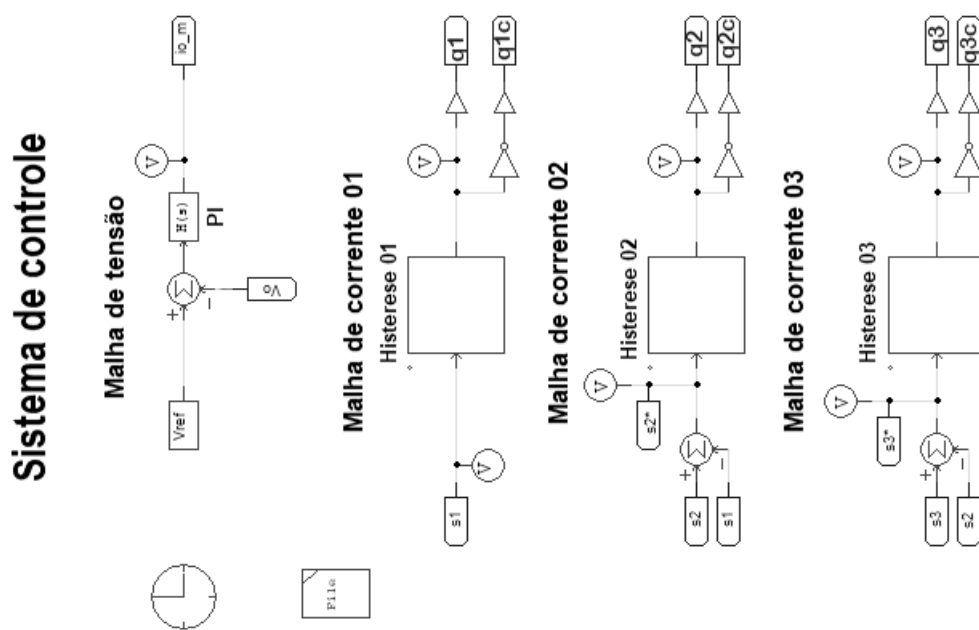 Sistema de controle
Malha de tensão
Vref
+
−
Σ
Vo
H(s)
PI
V
io_m
File
Malha de corrente 01
Histerese 01
s1
V
V
q1
q1c
Malha de corrente 02
Histerese 02
s2
s1
+
−
Σ
s2*
V
V
q2
q2c
Malha de corrente 03
Histerese 03
s3
s2
+
−
Σ
s3*
V
V
q3
q3c